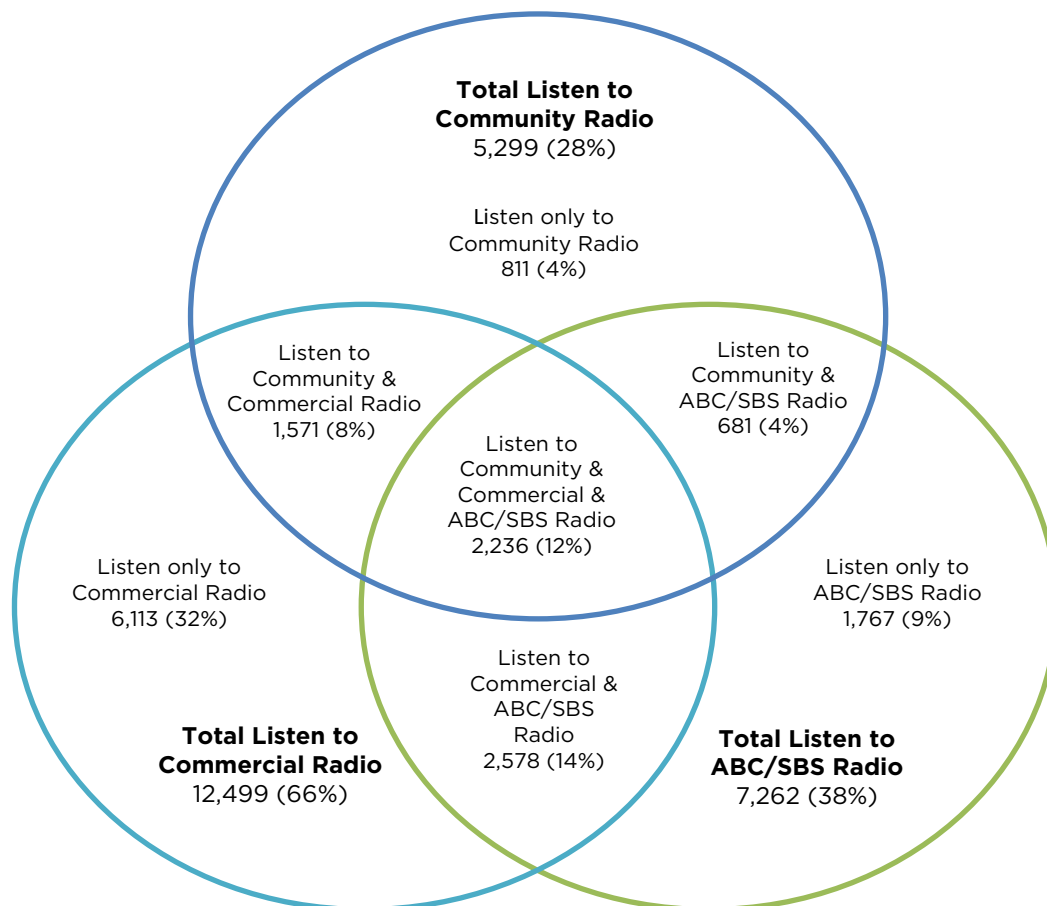 Total Listen to
Community Radio
5,299 (28%)
Listen only to
Community Radio
811 (4%)
Listen to
Community &
Commercial Radio
1,571 (8%)
Listen to
Community &
ABC/SBS Radio
681 (4%)
Listen to
Community &
Commercial &
ABC/SBS Radio
2,236 (12%)
Listen only to
Commercial Radio
6,113 (32%)
Listen only to
ABC/SBS Radio
1,767 (9%)
Listen to
Commercial &
ABC/SBS
Radio
2,578 (14%)
Total Listen to
Commercial Radio
12,499 (66%)
Total Listen to
ABC/SBS Radio
7,262 (38%)